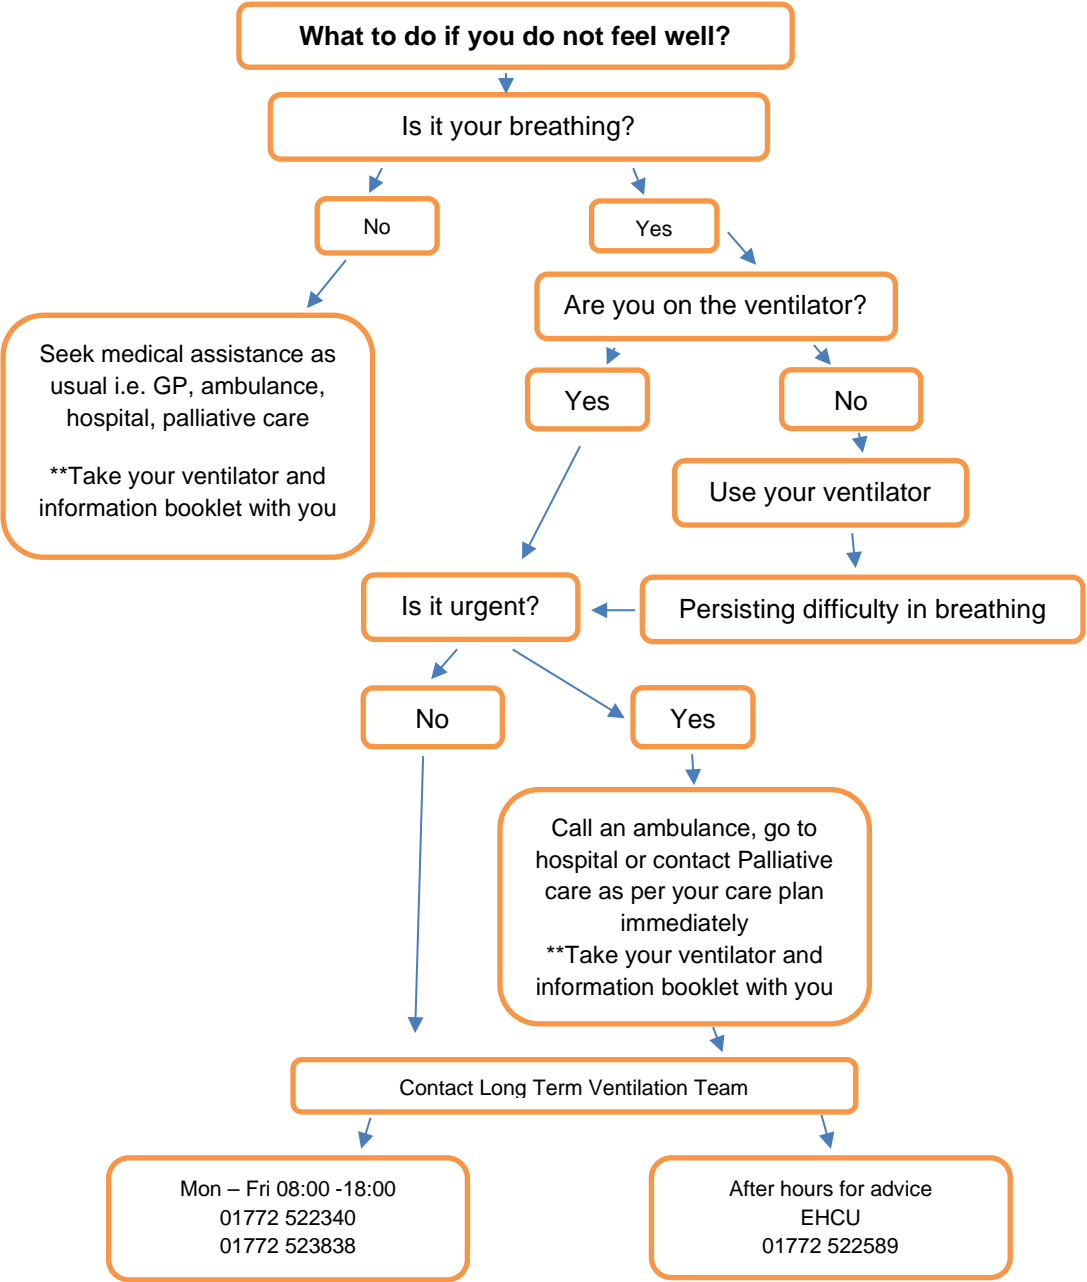 What to do if you do not feel well?
Is it your breathing?
No
Yes
Are you on the ventilator?
Seek medical assistance as
usual i.e. GP, ambulance,
hospital, palliative care
**Take your ventilator and
information booklet with you
Yes
No
Use your ventilator
Is it urgent?
Persisting difficulty in breathing
No
Yes
Call an ambulance, go to
hospital or contact Palliative
care as per your care plan
immediately
**Take your ventilator and
information booklet with you
Contact Long Term Ventilation Team
Mon – Fri 08:00 -18:00
01772 522340
01772 523838
After hours for advice
EHCU
01772 522589